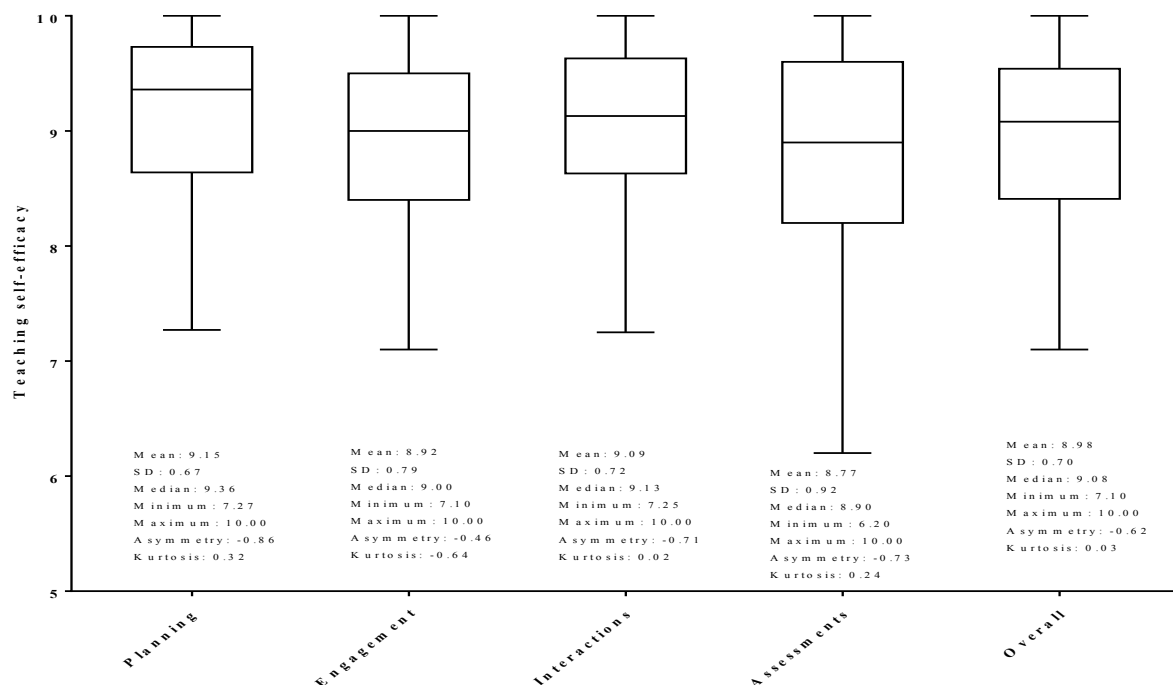 Teaching self-efficacy
10
9
8
7
6
5
Mean: 9.15
SD: 0.67
Median: 9.36
Minimum: 7.27
Maximum: 10.00
Asymmetry: -0.86
Kurtosis: 0.32
Mean: 8.92
SD: 0.79
Median: 9.00
Minimum: 7.10
Maximum: 10.00
Asymmetry: -0.46
Kurtosis: -0.64
Mean: 9.09
SD: 0.72
Median: 9.13
Minimum: 7.25
Maximum: 10.00
Asymmetry: -0.71
Kurtosis: 0.02
Mean: 8.77
SD: 0.92
Median: 8.90
Minimum: 6.20
Maximum: 10.00
Asymmetry: -0.73
Kurtosis: 0.24
Mean: 8.98
SD: 0.70
Median: 9.08
Minimum: 7.10
Maximum: 10.00
Asymmetry: -0.62
Kurtosis: 0.03
Planning
Engagement
Interactions
Assessments
Overall